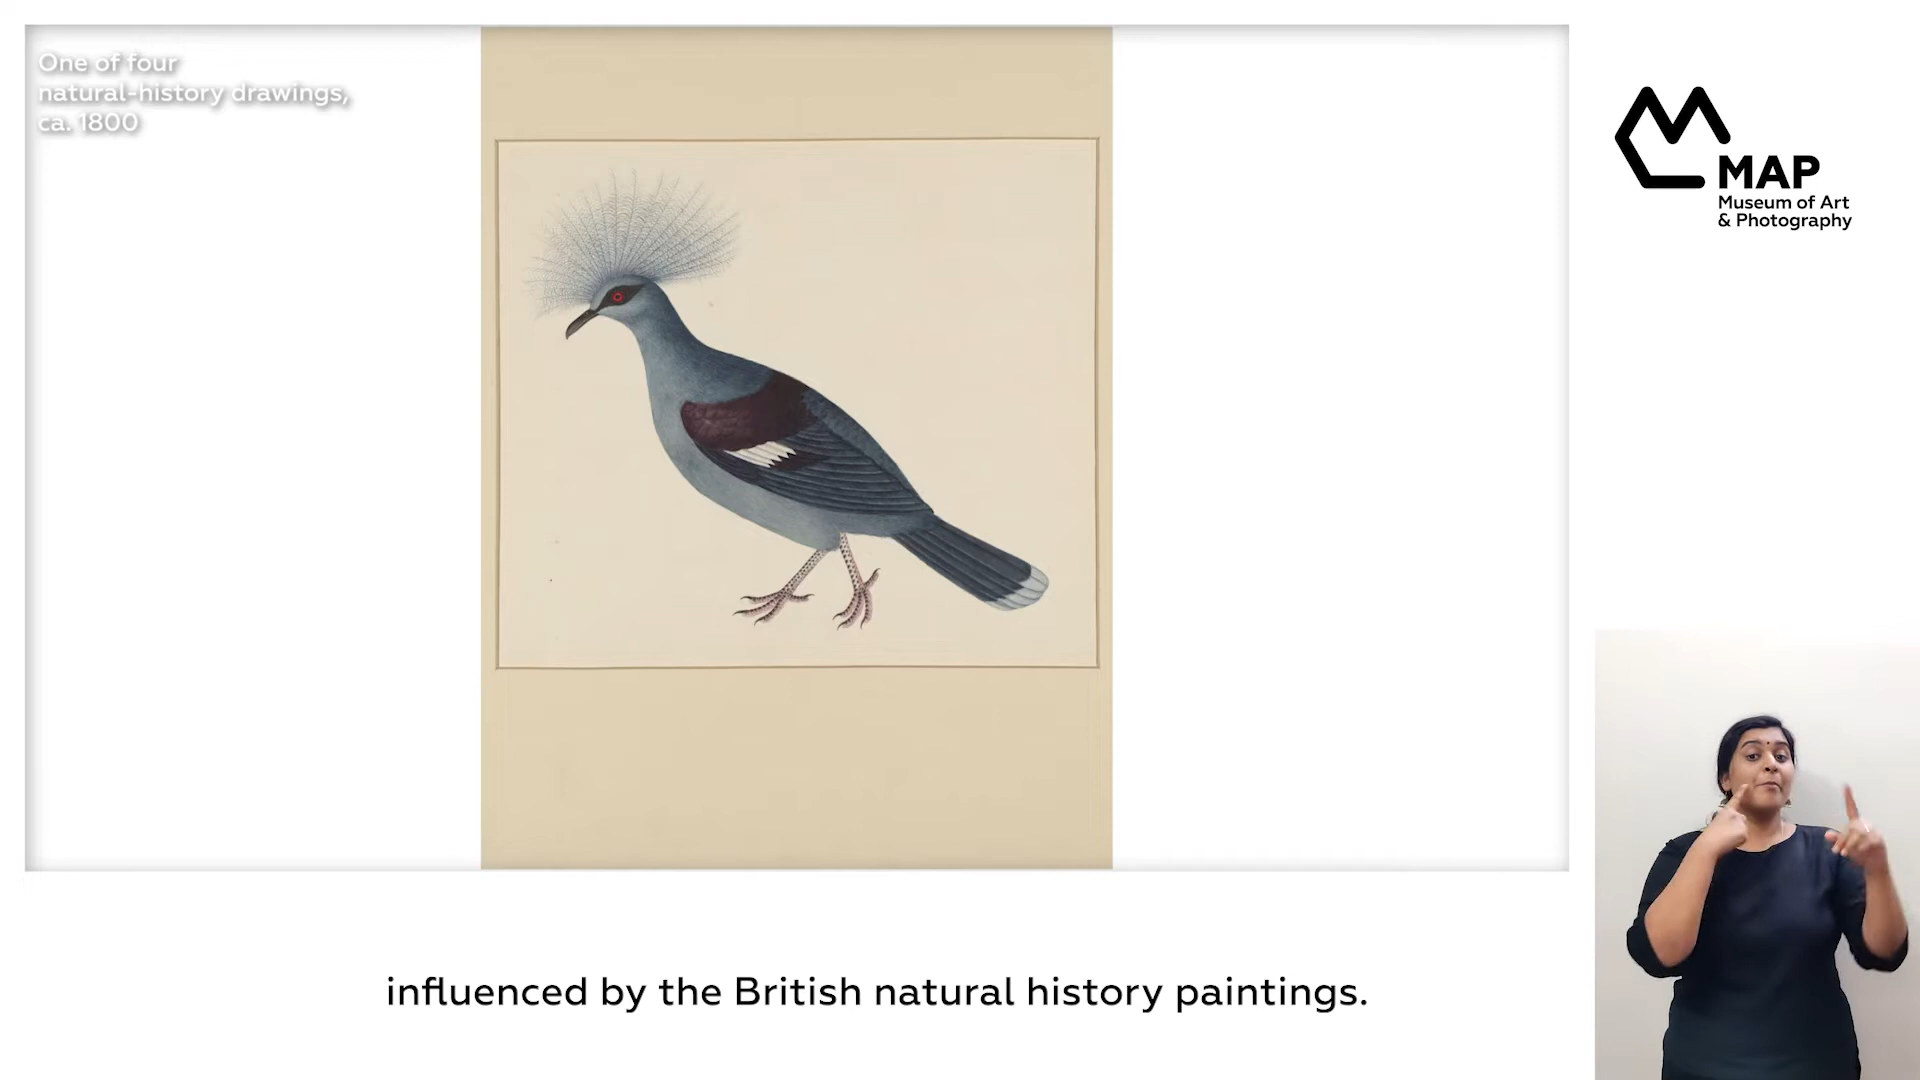 One of four
natural-history drawings,
ca. 1800
MAP
Museum of Art
& Photography
influenced by the British natural history paintings.